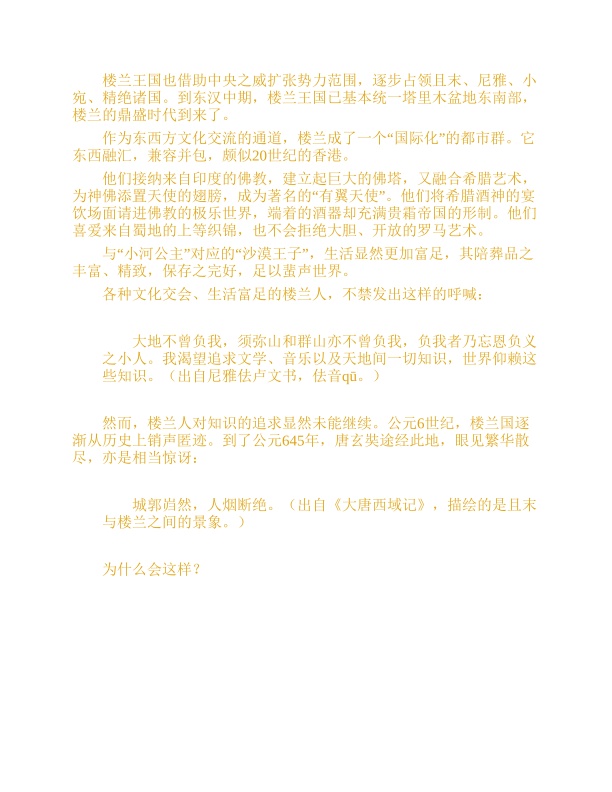 楼兰王国也借助中央之威扩张势力范围，逐步占领且末、尼雅、小
宛、精绝诸国。到东汉中期，楼兰王国已基本统一塔里木盆地东南部，
楼兰的鼎盛时代到来了。
作为东西方文化交流的通道，楼兰成了一个“国际化”的都市群。它
东西融汇，兼容并包，颇似20世纪的香港。
他们接纳来自印度的佛教，建立起巨大的佛塔，又融合希腊艺术，
为神佛添置天使的翅膀，成为著名的“有翼天使”。他们将希腊酒神的宴
饮场面请进佛教的极乐世界，端着的酒器却充满贵霜帝国的形制。他们
喜爱来自蜀地的上等织锦，也不会拒绝大胆、开放的罗马艺术。
与“小河公主”对应的“沙漠王子”，生活显然更加富足，其陪葬品之
丰富、精致，保存之完好，足以蜚声世界。
各种文化交会、生活富足的楼兰人，不禁发出这样的呼喊：
大地不曾负我，须弥山和群山亦不曾负我，负我者乃忘恩负义
之小人。我渴望追求文学、音乐以及天地间一切知识，世界仰赖这
些知识。（出自尼雅佉卢文书，佉音qū。）
然而，楼兰人对知识的追求显然未能继续。公元6世纪，楼兰国逐
渐从历史上销声匿迹。到了公元645年，唐玄奘途经此地，眼见繁华散
尽，亦是相当惊讶：
城郭岿然，人烟断绝。（出自《大唐西域记》，描绘的是且末
与楼兰之间的景象。）
为什么会这样？